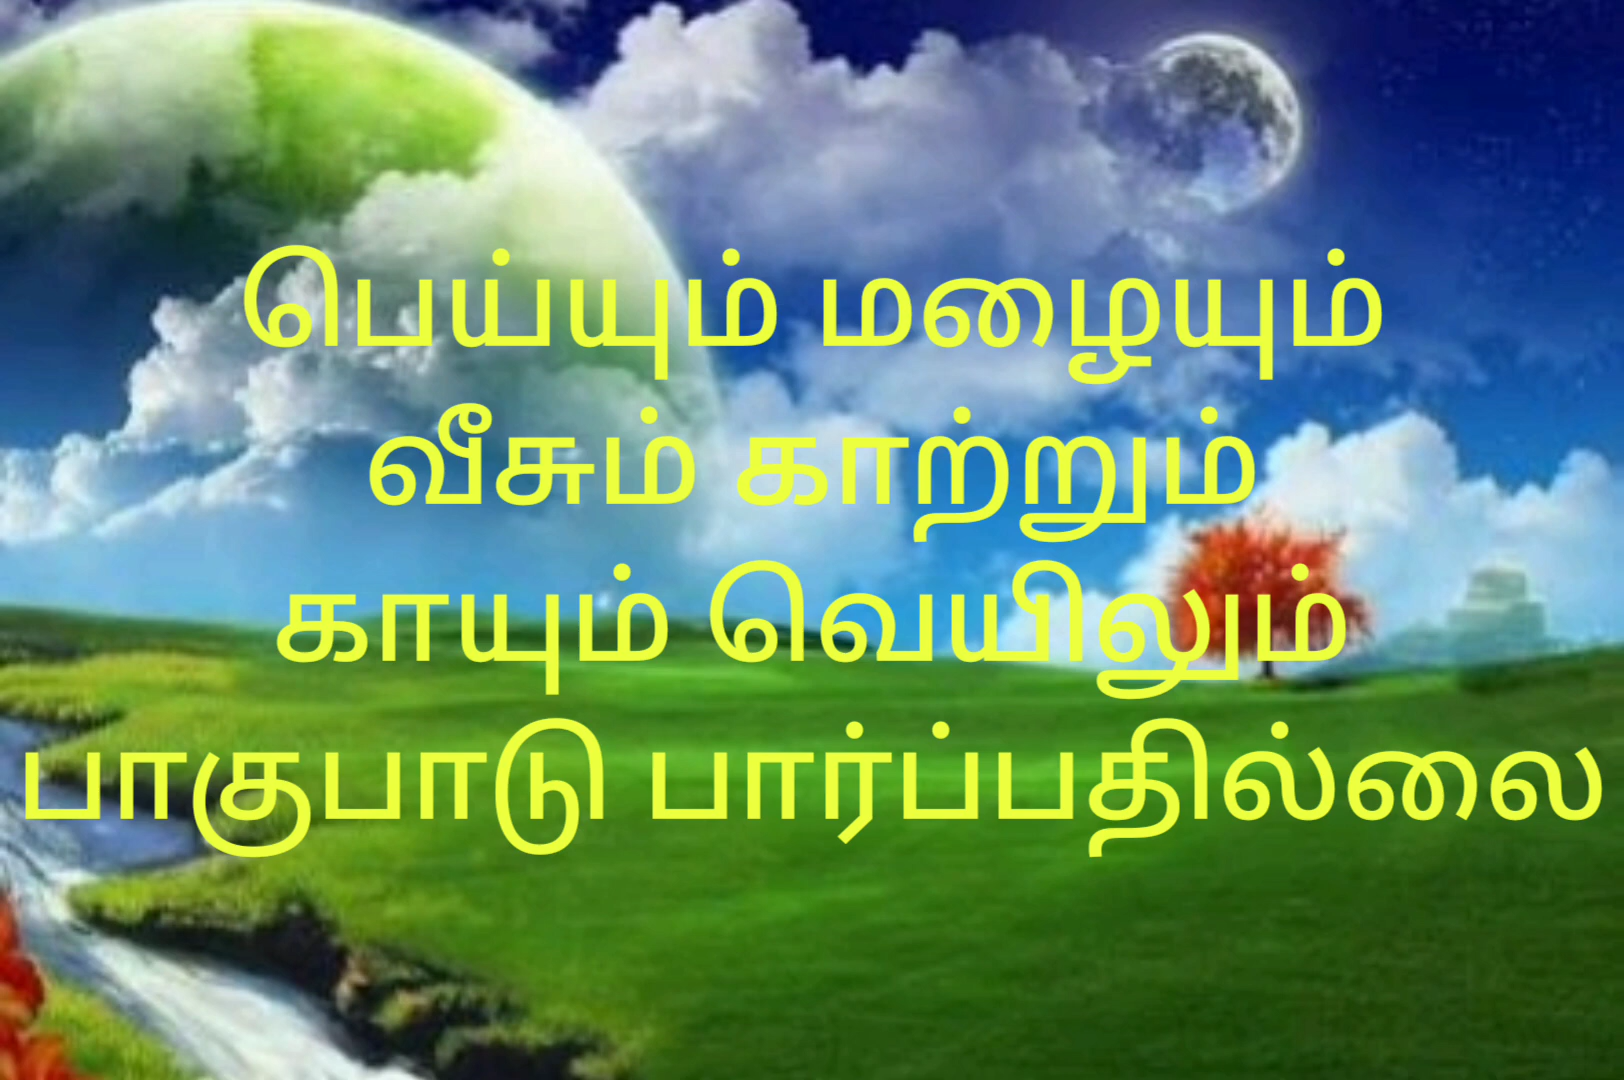 பெய்யும் மழையும்
வீசும் காற்றும்
காயும் வெயிலும்
பாகுபாடு பார்ப்பதில்லை